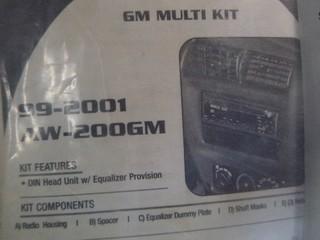 GM MULTI KIT
99-2001
AW-200GM
KIT FEATURES
• DIN Head Unit w/ Equalizer Provision
KIT COMPONENTS
A) Radio Housing I B) Spacer I C) Equalizer Dummy Plate I D) Shaft Masks I